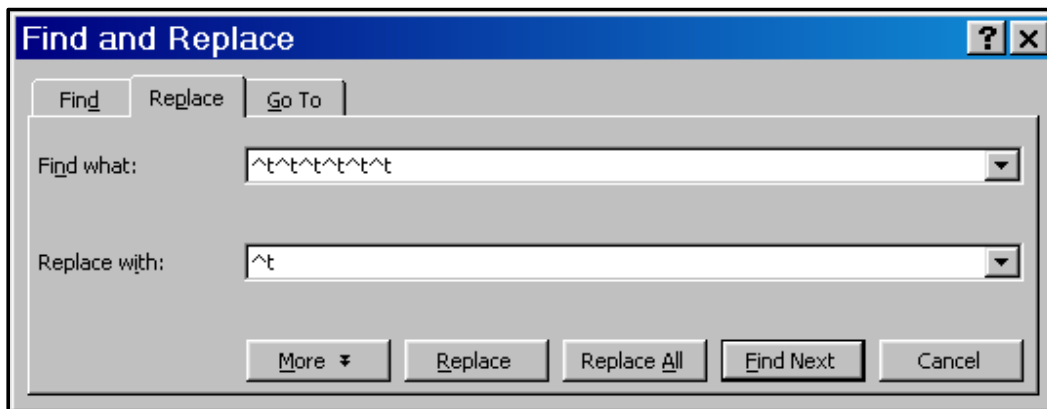 Find and Replace ? ×
Find Replace Go To
Find what: ^t^t^t^t^t^t
Replace with: ^t
More Replace Replace All Find Next Cancel